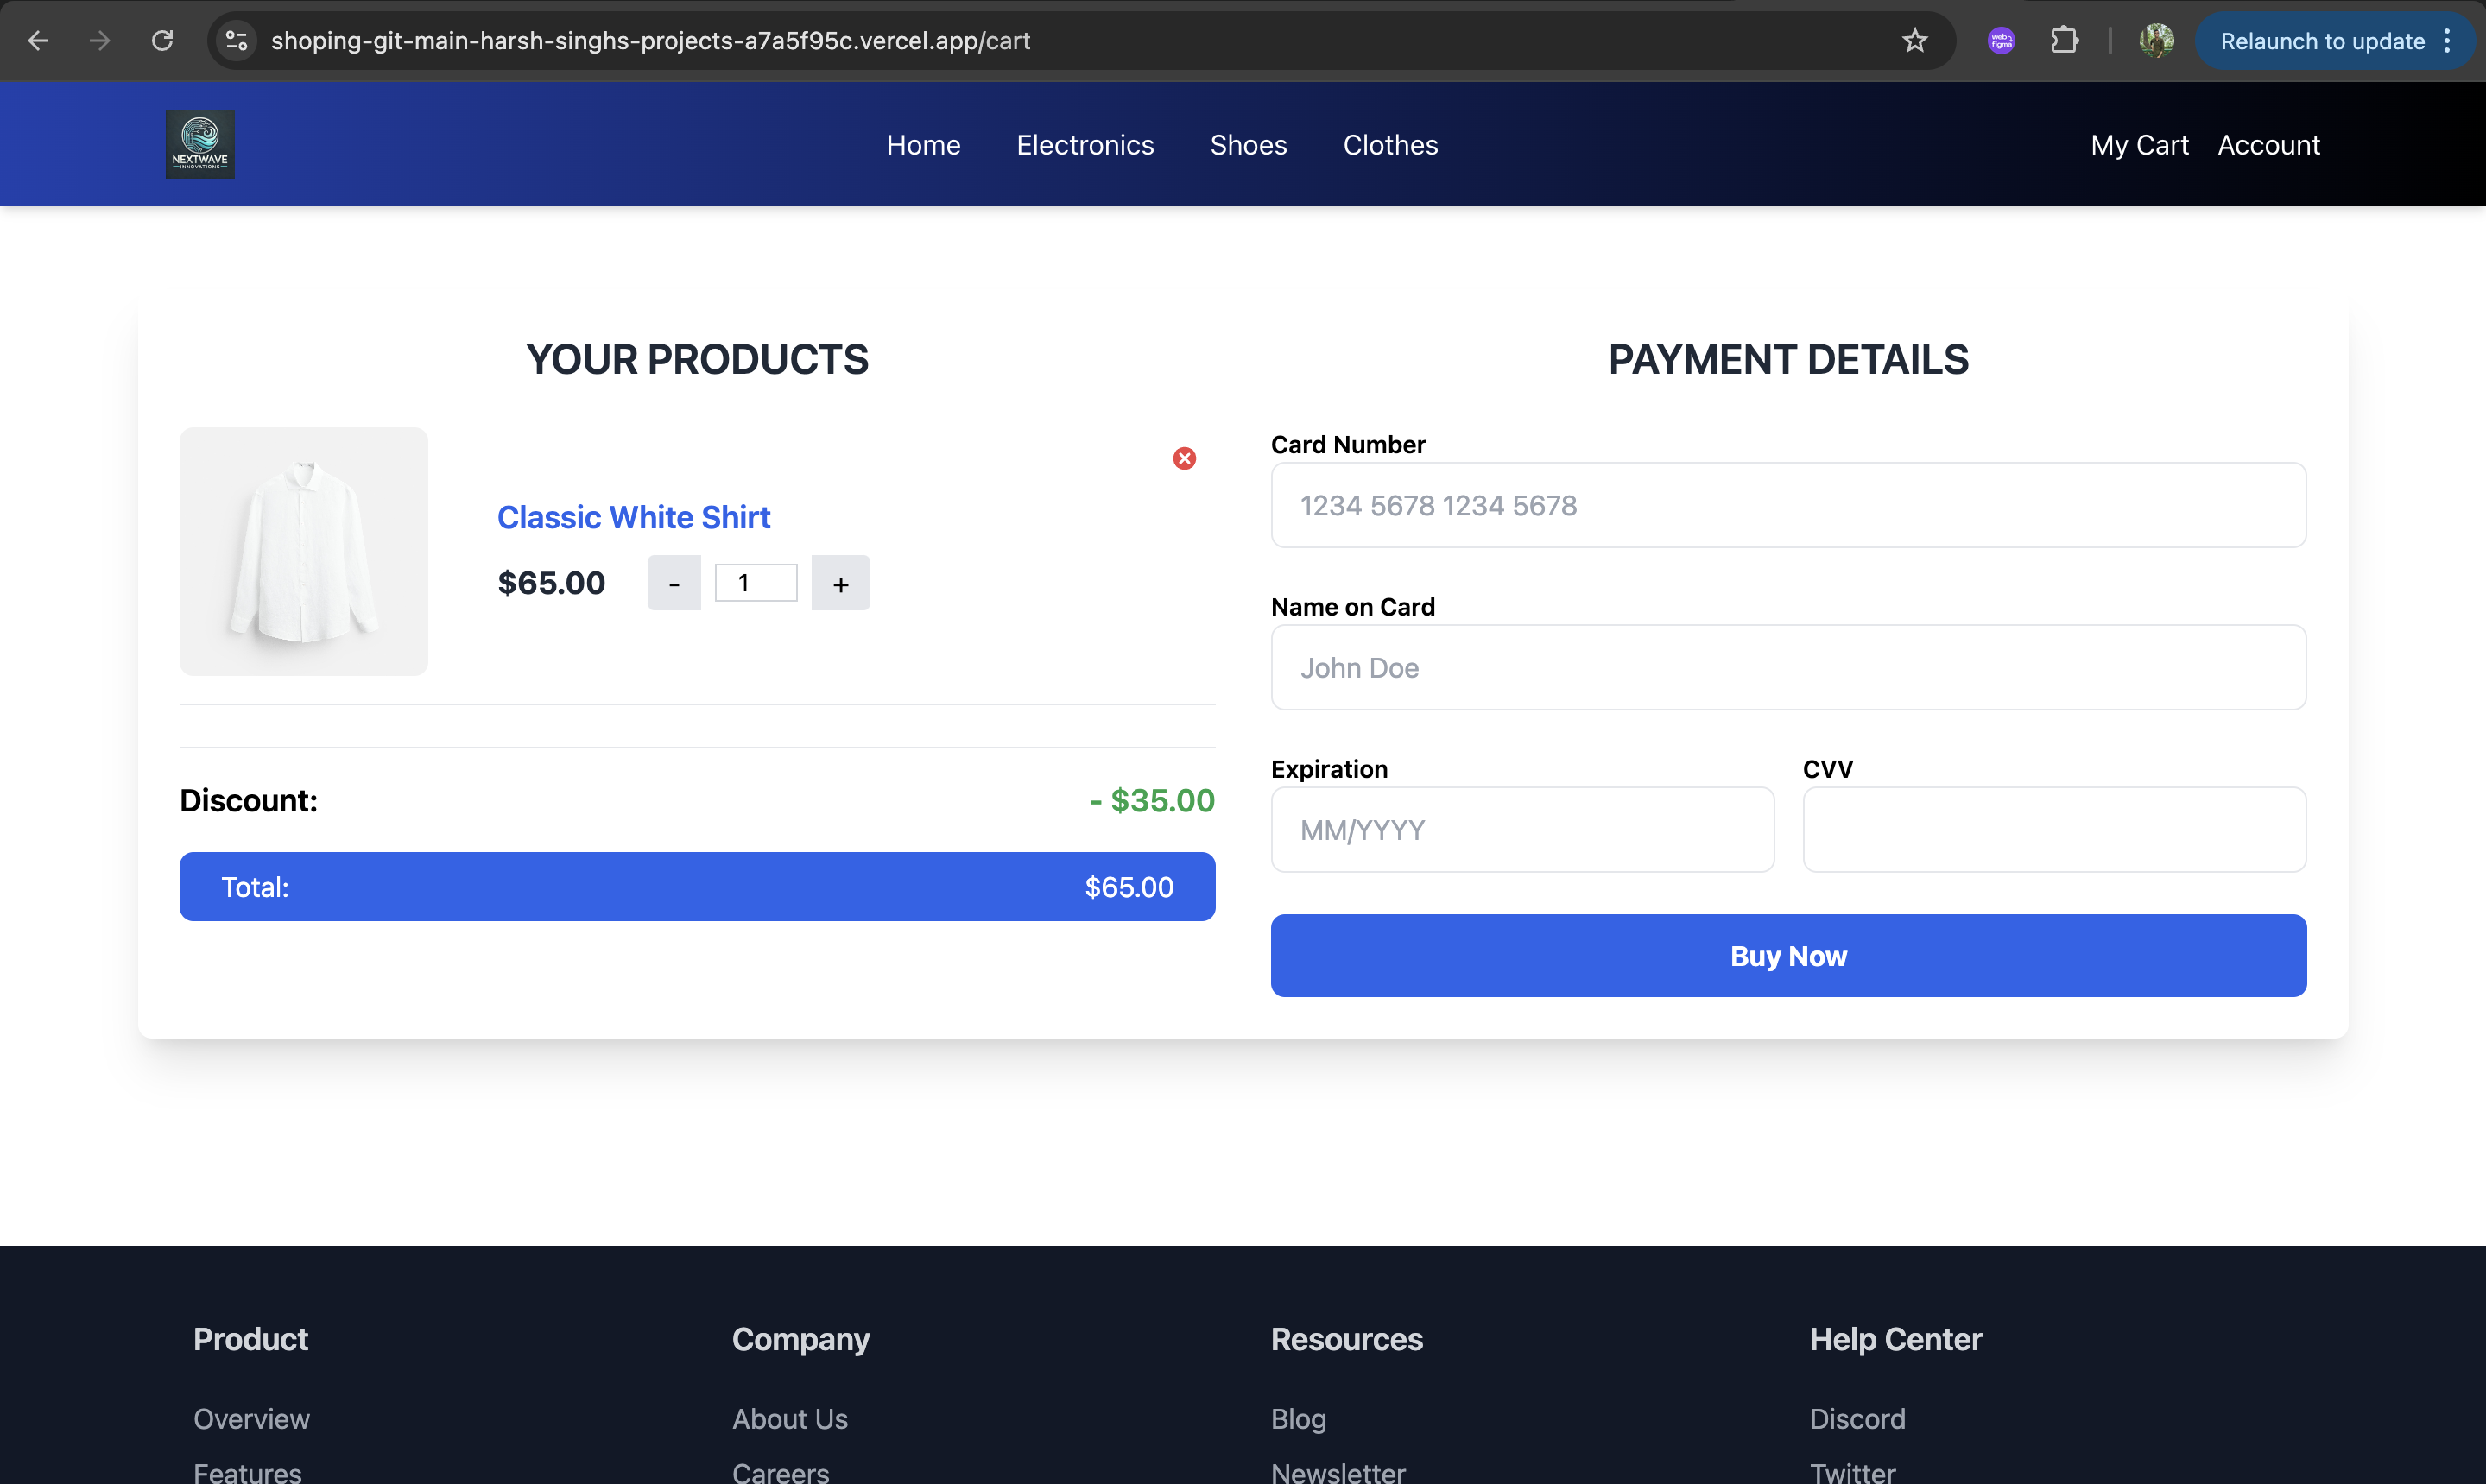 shoping-git-main-harsh-singhs-projects-a7a5f95c.vercel.app/cart
web
figma
Relaunch to update
NEXTWAVE
INNOVATIONS
Home
Electronics
Shoes
Clothes
My Cart
Account
YOUR PRODUCTS
Classic White Shirt
$65.00
-
1
+
Discount:
- $35.00
Total:
$65.00
PAYMENT DETAILS
Card Number
1234 5678 1234 5678
Name on Card
John Doe
Expiration
MM/YYYY
CVV
Buy Now
Product
Overview
Features
Company
About Us
Careers
Resources
Blog
Newsletter
Help Center
Discord
Twitter